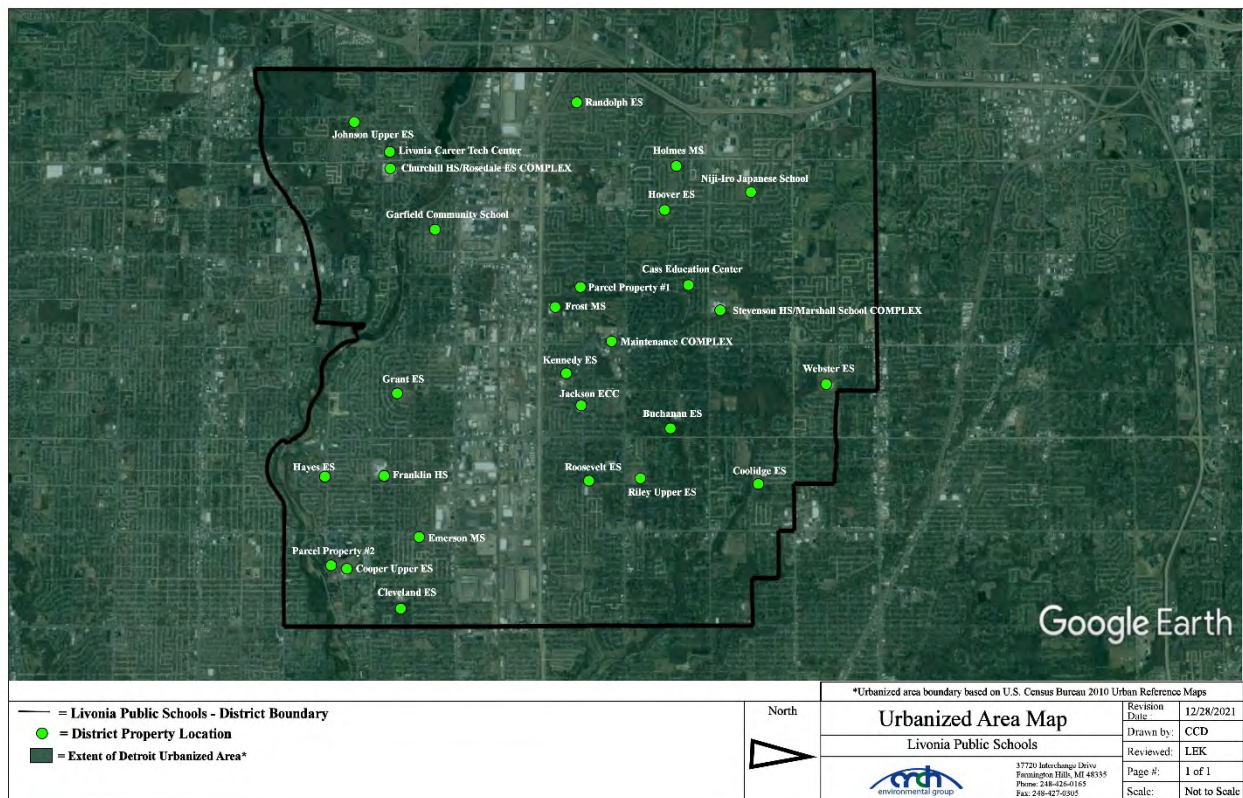 Randolph ES
Johnson Upper ES
Livonia Career Tech Center
Churchill HS/Rosedale ES COMPLEX
Holmes MS
Niji-Iro Japanese School
Hoover ES
Garfield Community School
Cass Education Center
Parcel Property #1
Frost MS
Stevenson HS/Marshall School COMPLEX
Maintenance COMPLEX
Kennedy ES
Webster ES
Grant ES
Jackson ECC
Buchanan ES
Hayes ES
Franklin HS
Roosevelt ES
Riley Upper ES
Coolidge ES
Emerson MS
Parcel Property #2
Cooper Upper ES
Cleveland ES
Google Earth
= Livonia Public Schools - District Boundary
= District Property Location
= Extent of Detroit Urbanized Area*
North
*Urbanized area boundary based on U.S. Census Bureau 2010 Urban Reference Maps
Urbanized Area Map
Livonia Public Schools
environmental group
37720 Interchange Drive
Farmington Hills, MI 48335
Phone: 248-426-0165
Fax: 248-427-0305
Revision Date : 12/28/2021
Drawn by: CCD
Reviewed: LEK
Page #: 1 of 1
Scale: Not to Scale